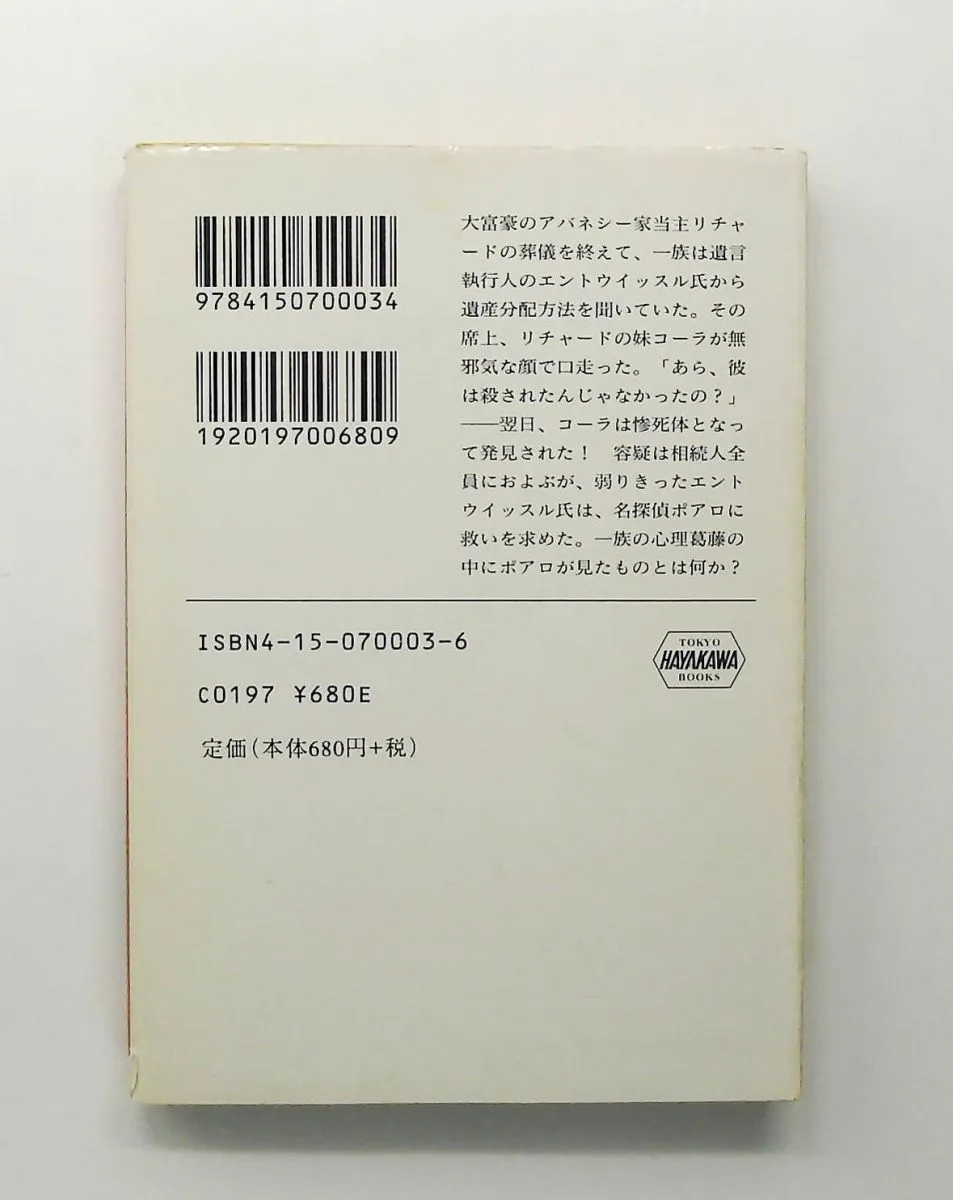 9784150700034
1920197006809
大富豪のアバネシー家当主リチャ
ードの葬儀を終えて、一族は遺言
執行人のエントウイッスル氏から
遺産分配方法を聞いていた。その
席上、リチャードの妹コーラが無
邪気な顔で口走った。「あら、彼
は殺されたんじゃなかったの?」
──翌日、コーラは惨死体となっ
て発見された! 容疑は相続人全
員におよぶが、弱りきったエント
ウイッスル氏は、名探偵ポアロに
救いを求めた。一族の心理葛藤の
中にポアロが見たものとは何か?
ISBN4-15-070003-6
C0197 ¥680E
定価(本体680円+税)
TOKYO
HAYAKAWA
BOOKS